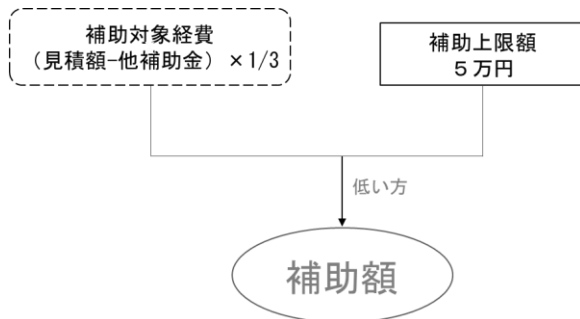 補助対象経費
（見積額-他補助金）×1/3
補助上限額
５万円
低い方
補助額